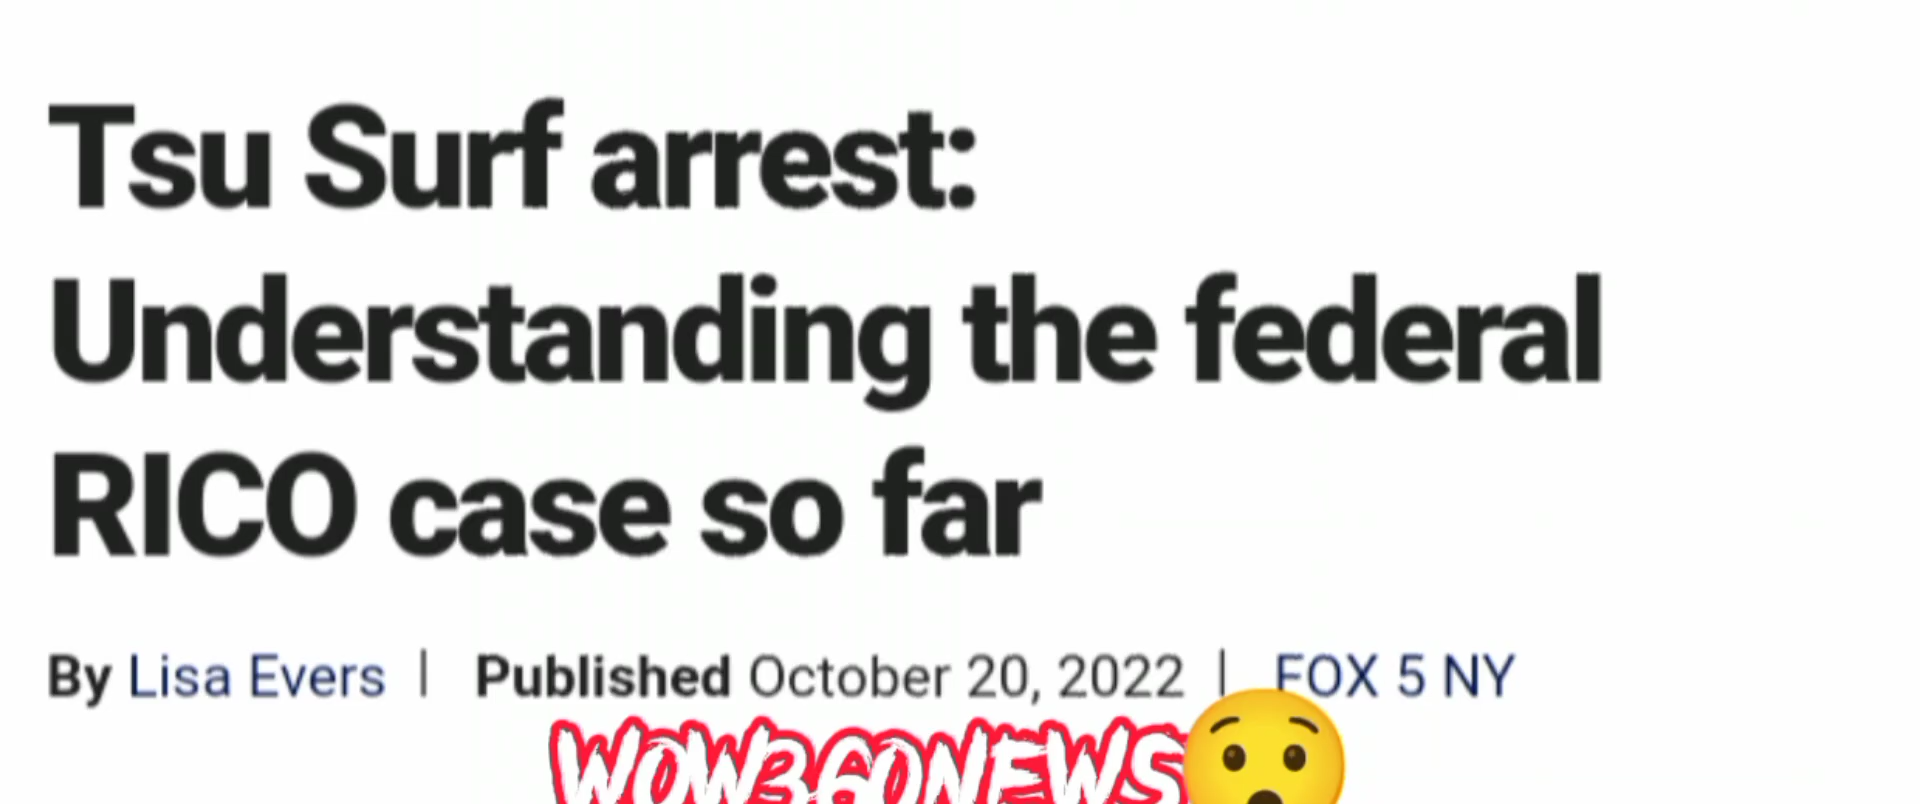 Tsu Surf arrest:
Understanding the federal
RICO case so far
By Lisa Evers | Published October 20, 2022 | FOX 5 NY
WOW360NEWS